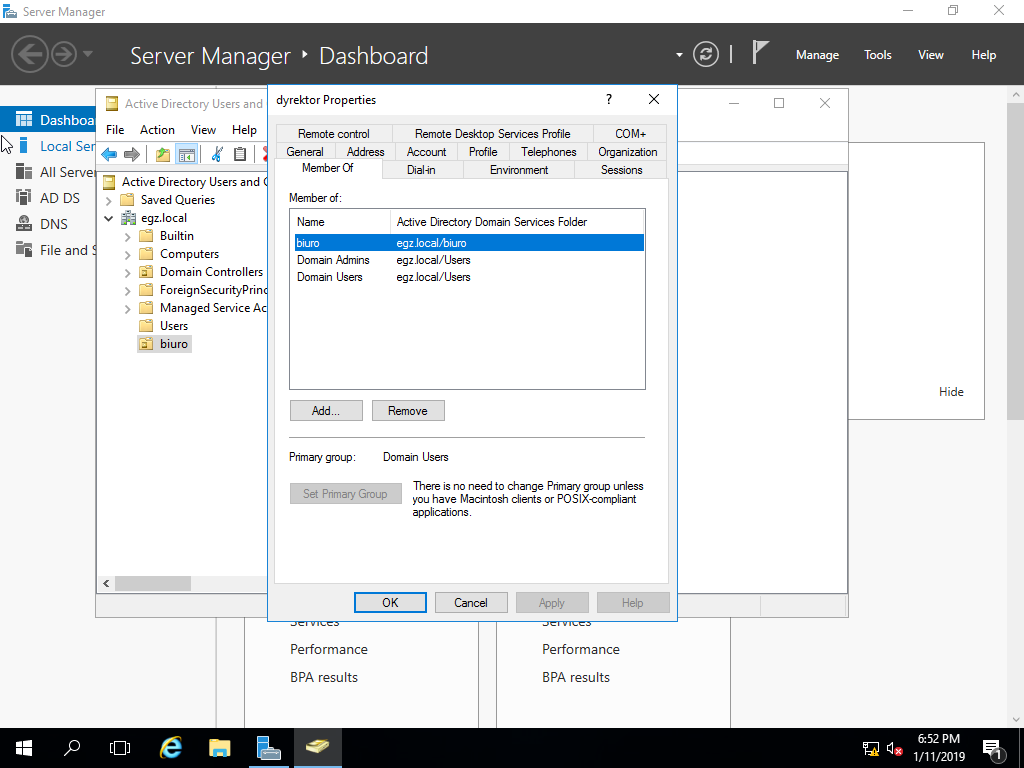 Server Manager
Server Manager ‣ Dashboard
Manage Tools View Help
Dashboa
Local Ser
All Server
AD DS
DNS
File and S
Active Directory Users and
File Action View Help
Active Directory Users and C
Saved Queries
egz.local
Builtin
Computers
Domain Controllers
ForeignSecurityPrinc
Managed Service Ac
Users
biuro
dyrektor Properties
?
Remote control Remote Desktop Services Profile COM+
General Address Account Profile Telephones Organization
Member Of Dial-in Environment Sessions
Member of:
Name Active Directory Domain Services Folder
biuro egz.local/biuro
Domain Admins egz.local/Users
Domain Users egz.local/Users
Add... Remove
Primary group: Domain Users
Set Primary Group
There is no need to change Primary group unless
you have Macintosh clients or POSIX-compliant
applications.
OK Cancel Apply Help
Hide
Services Services
Performance Performance
BPA results BPA results
6:52 PM
1/11/2019
1